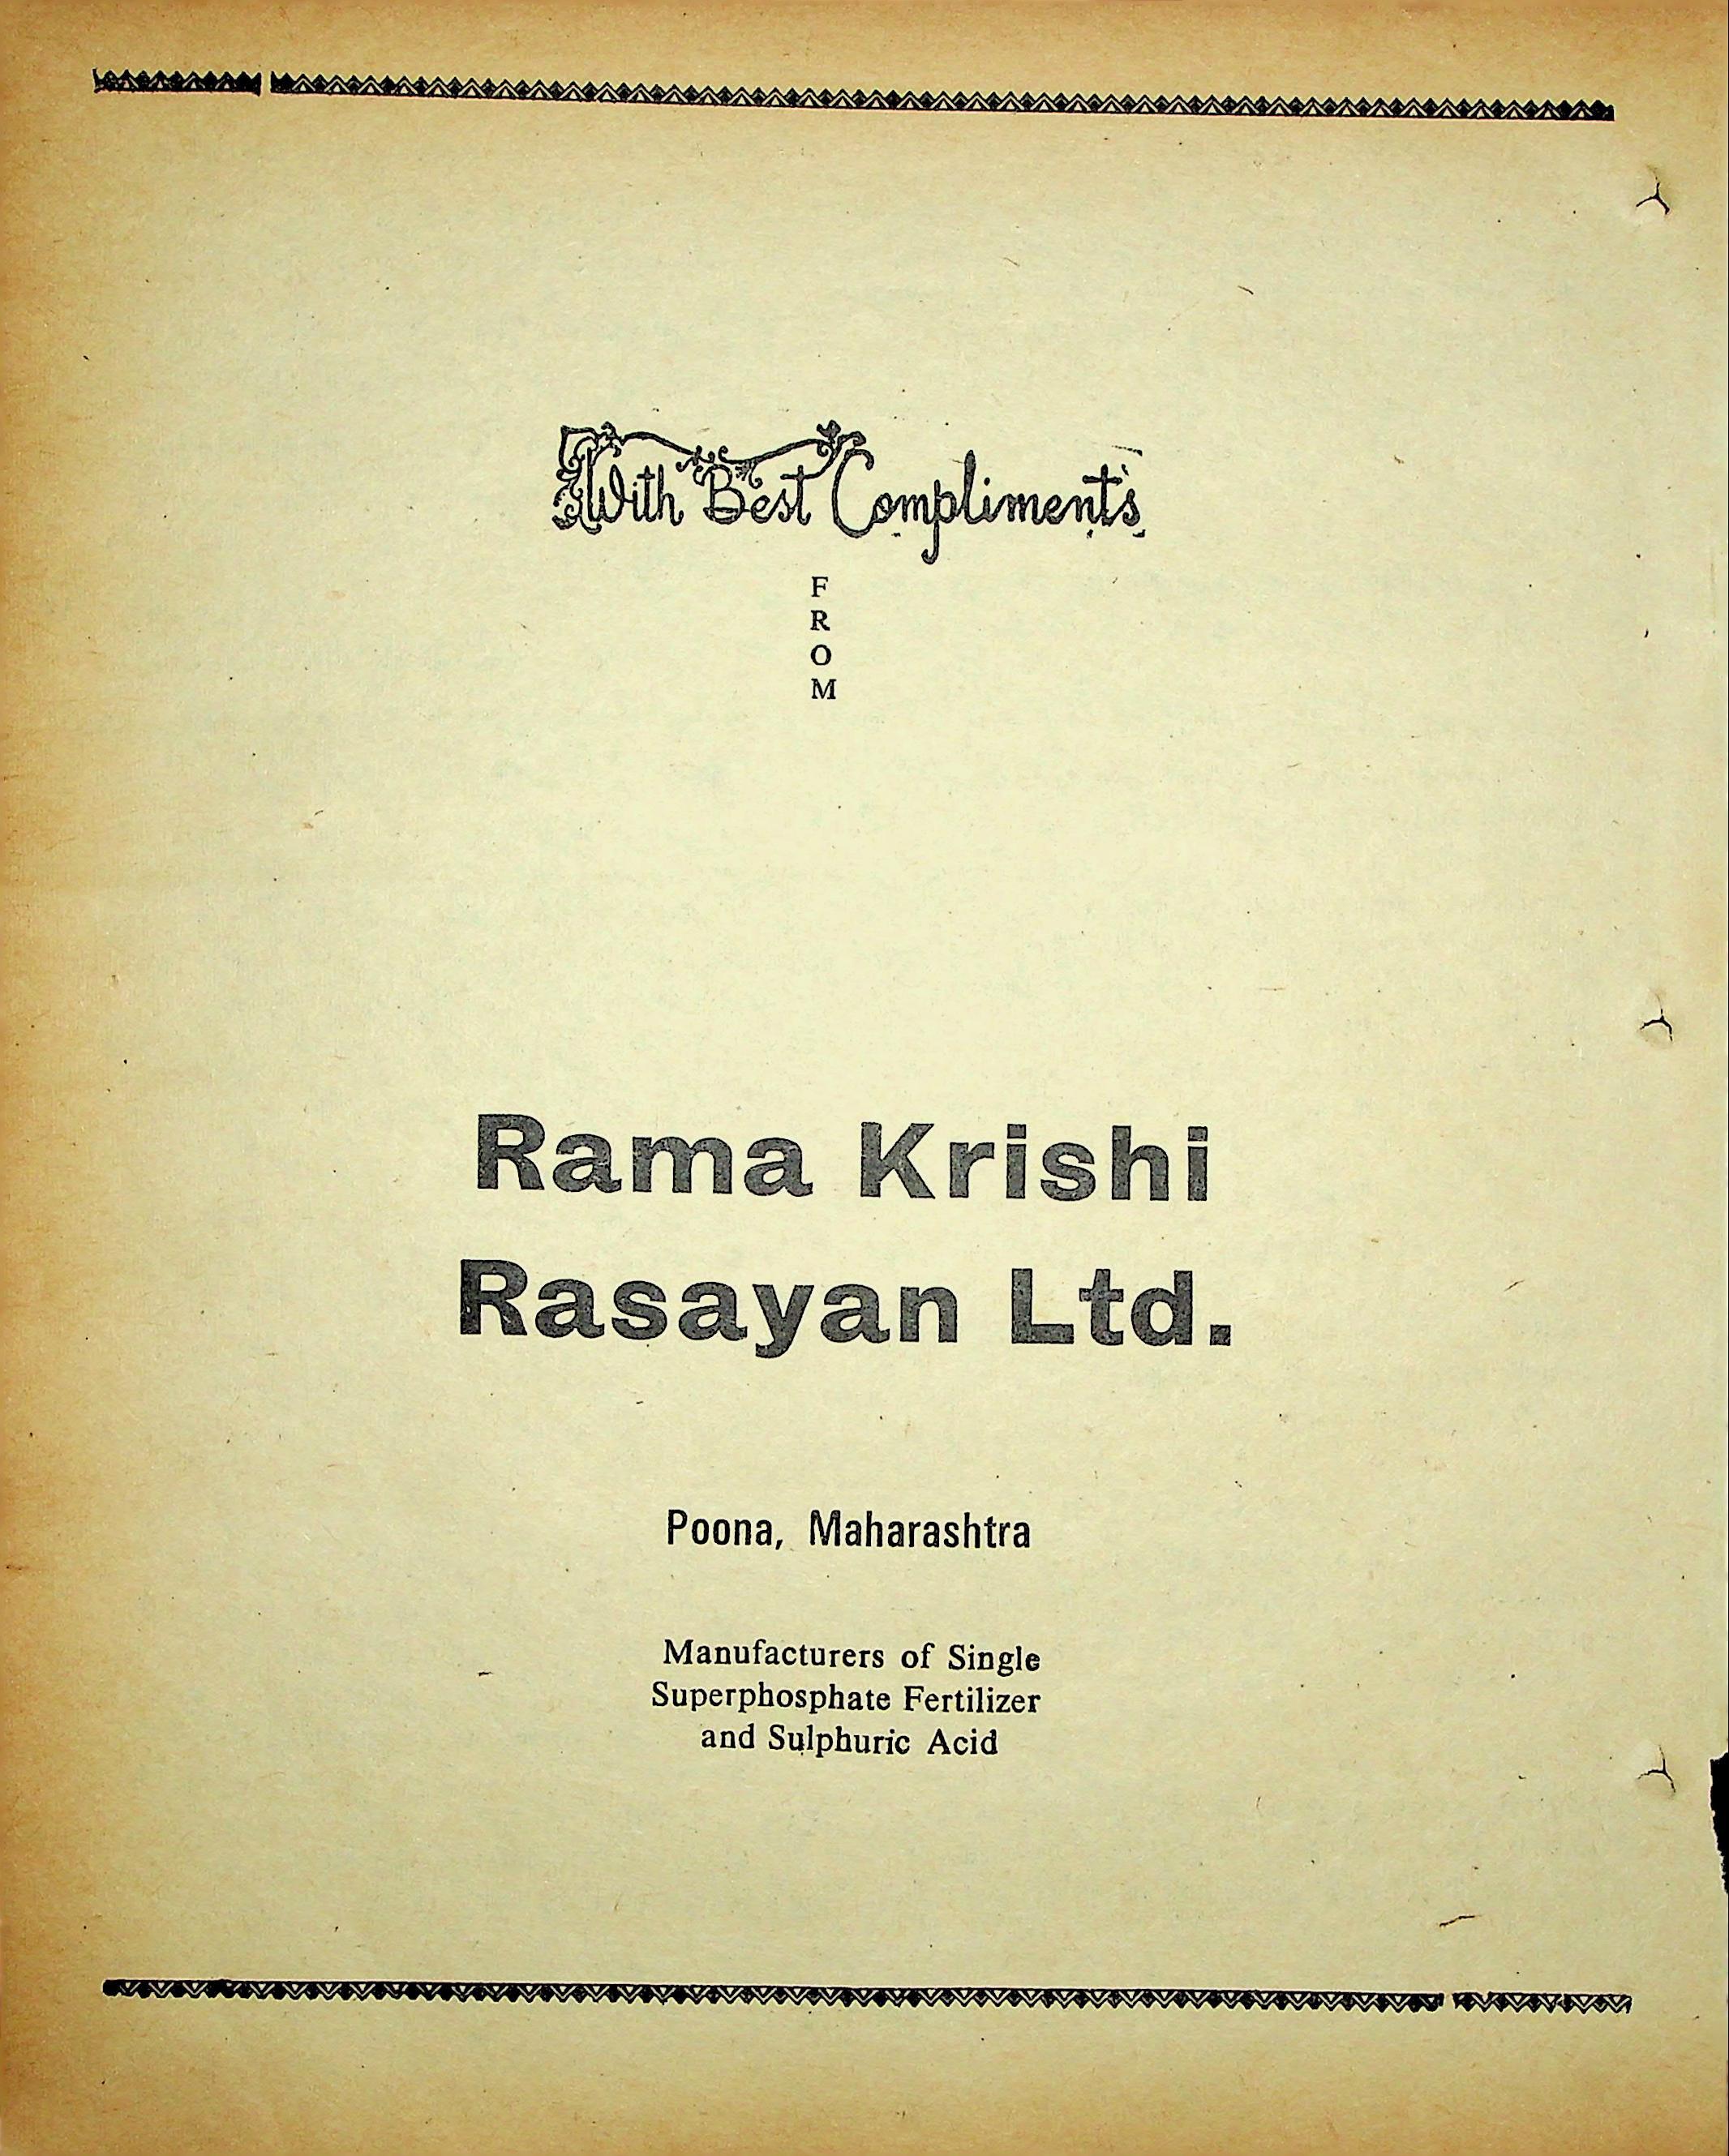 With Best Compliments
F
R
O
M
Rama Krishi
Rasayan Ltd.
Poona, Maharashtra
Manufacturers of Single
Superphosphate Fertilizer
and Sulphuric Acid